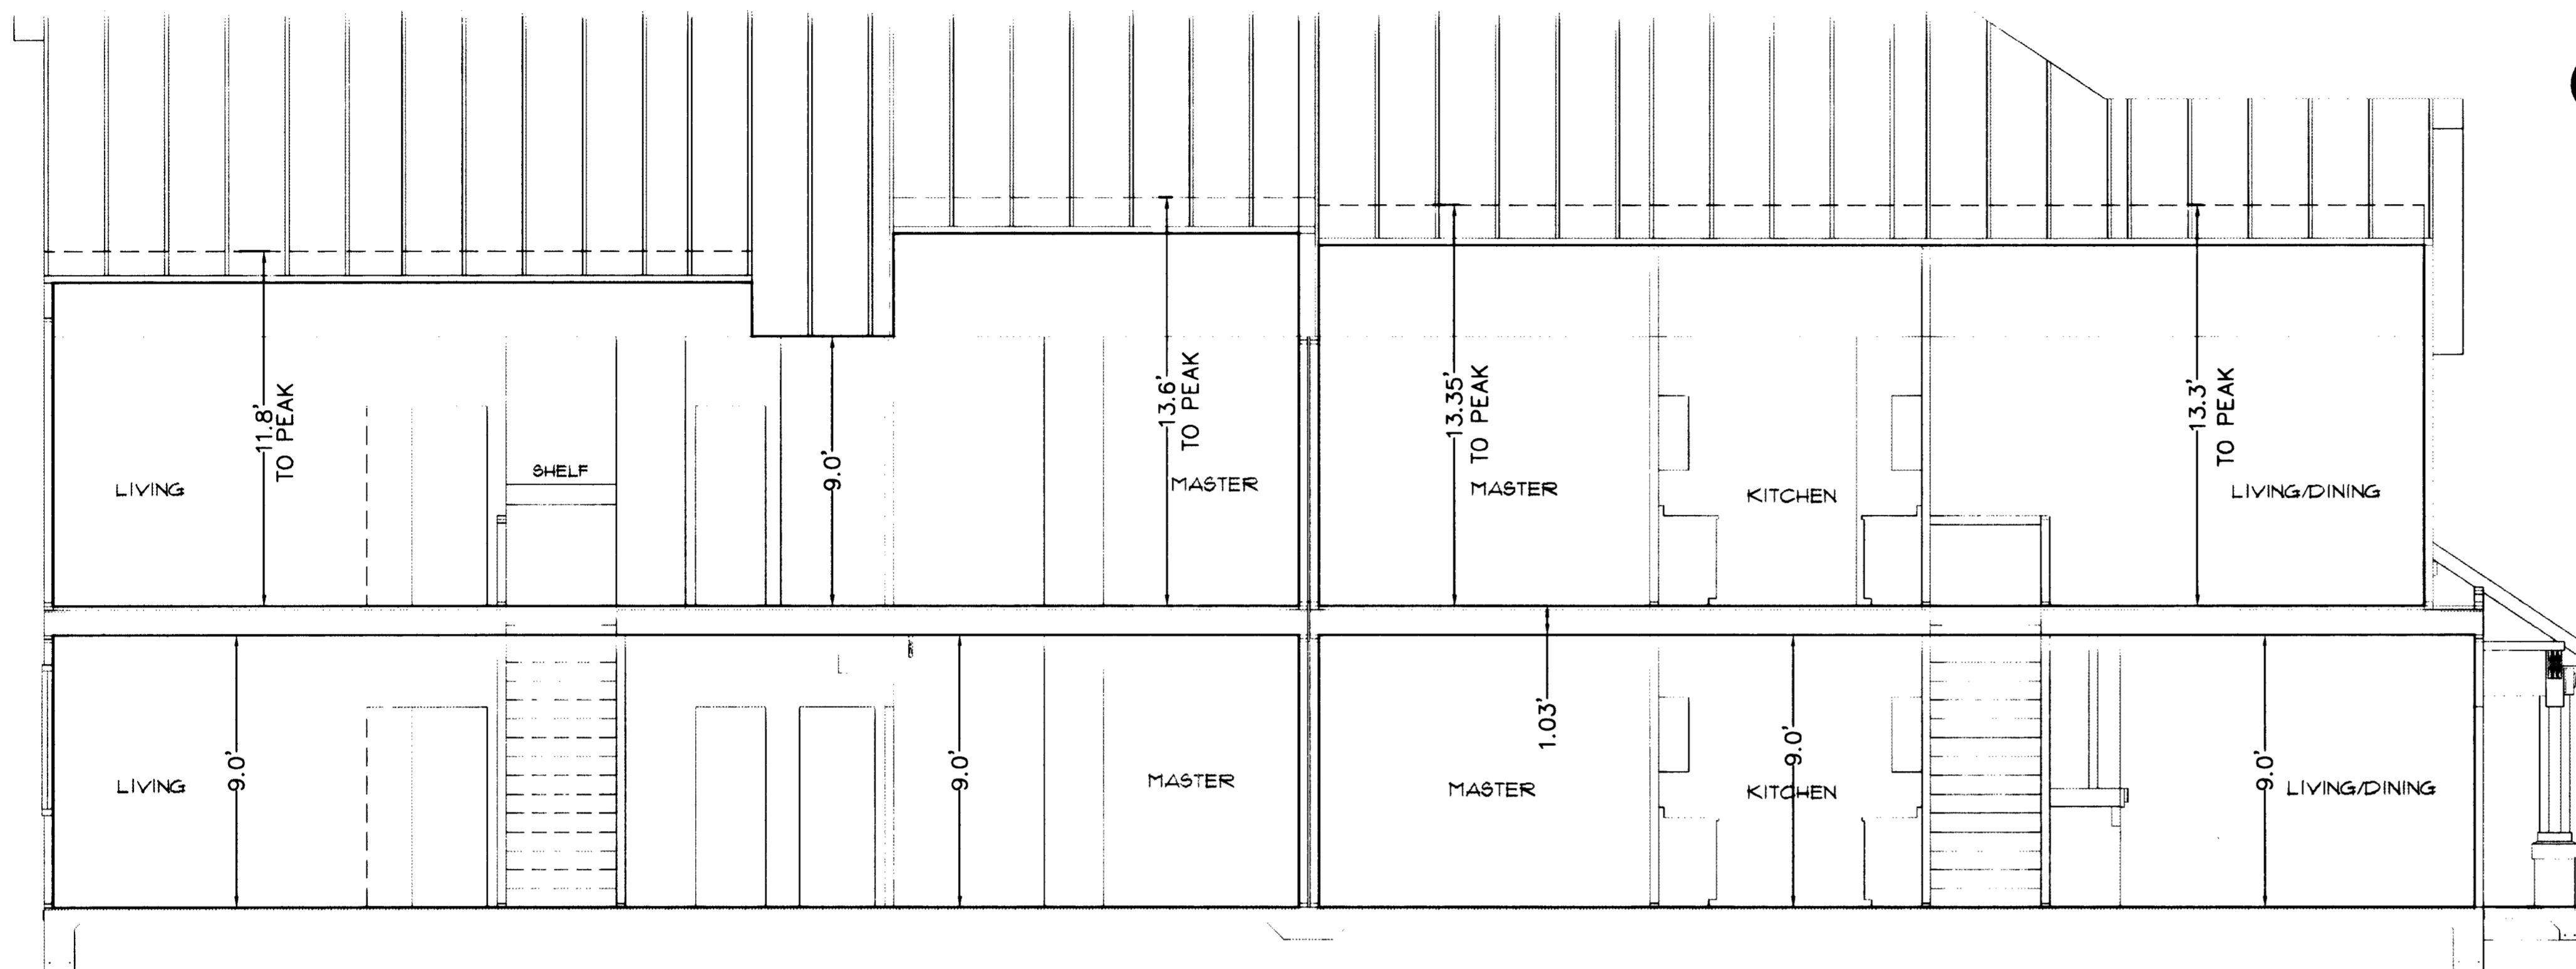 11.8'
TO PEAK
13.6'
TO PEAK
13.35'
TO PEAK
13.3'
TO PEAK
9.0'
SHELF
LIVING
MASTER
MASTER
KITCHEN
LIVING/DINING
1.03'
LIVING
9.0'
9.0'
MASTER
MASTER
9.0'
KITCHEN
9.0'
LIVING/DINING